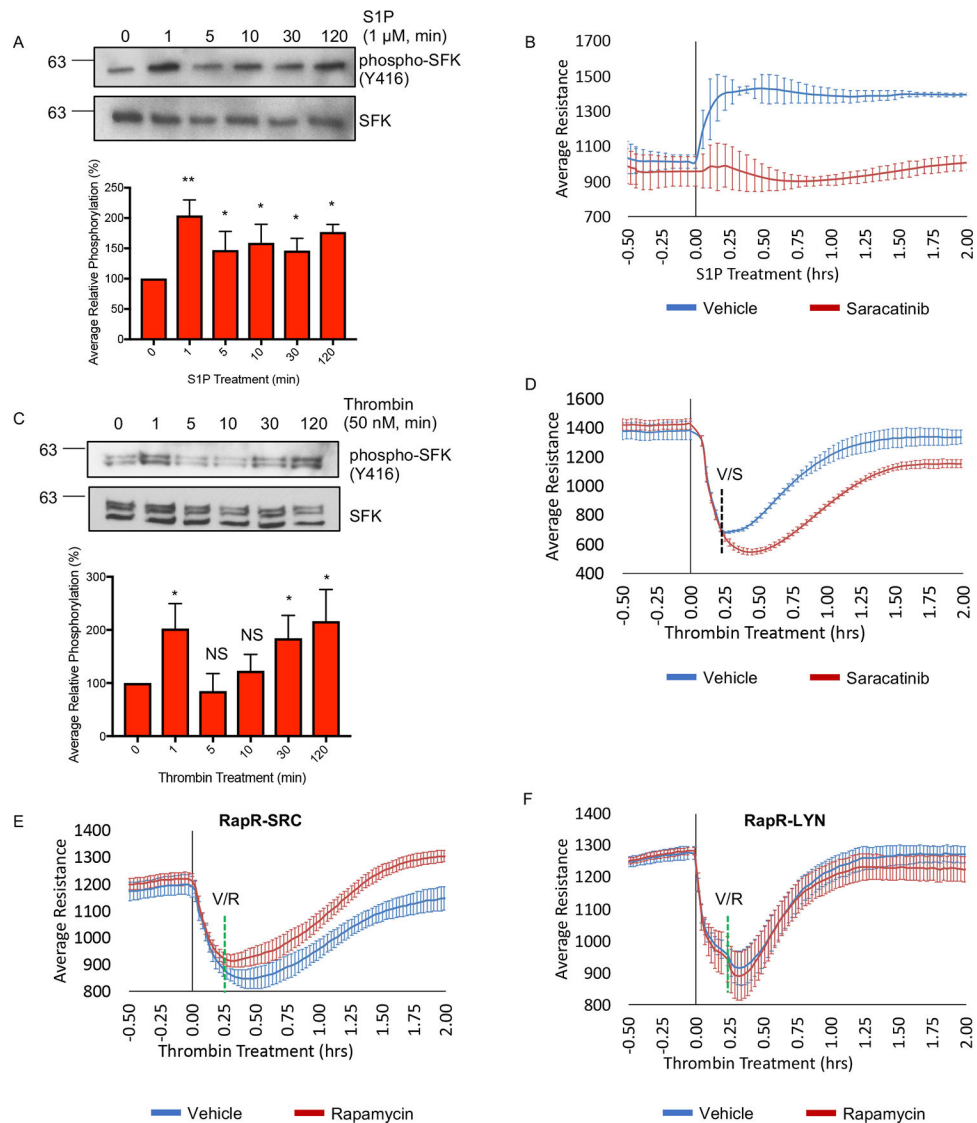 A
0 1 5 10 30 120
S1P
(1 µM, min)
63
phospho-SFK
(Y416)
63
SFK
Average Relative Phosphorylation (%)
250
200
150
100
50
0
**
*
*
*
*
0 1 5 10 30 120
S1P Treatment (min)
B
Average Resistance
1700
1500
1300
1100
900
700
-0.50 -0.25 0.00 0.25 0.50 0.75 1.00 1.25 1.50 1.75 2.00
S1P Treatment (hrs)
Vehicle Saracatinib
C
0 1 5 10 30 120
Thrombin
(50 nM, min)
63
phospho-SFK
(Y416)
63
SFK
Average Relative Phosphorylation (%)
300
200
100
0
*
NS
NS
*
*
0 1 5 10 30 120
Thrombin Treatment (min)
D
Average Resistance
1600
1400
1200
1000
800
600
400
V/S
-0.50 -0.25 0.00 0.25 0.50 0.75 1.00 1.25 1.50 1.75 2.00
Thrombin Treatment (hrs)
Vehicle Saracatinib
E
RapR-SRC
Average Resistance
1400
1300
1200
1100
1000
900
800
V/R
-0.50 -0.25 0.00 0.25 0.50 0.75 1.00 1.25 1.50 1.75 2.00
Thrombin Treatment (hrs)
Vehicle Rapamycin
F
RapR-LYN
Average Resistance
1400
1300
1200
1100
1000
900
800
V/R
-0.50 -0.25 0.00 0.25 0.50 0.75 1.00 1.25 1.50 1.75 2.00
Thrombin Treatment (hrs)
Vehicle Rapamycin